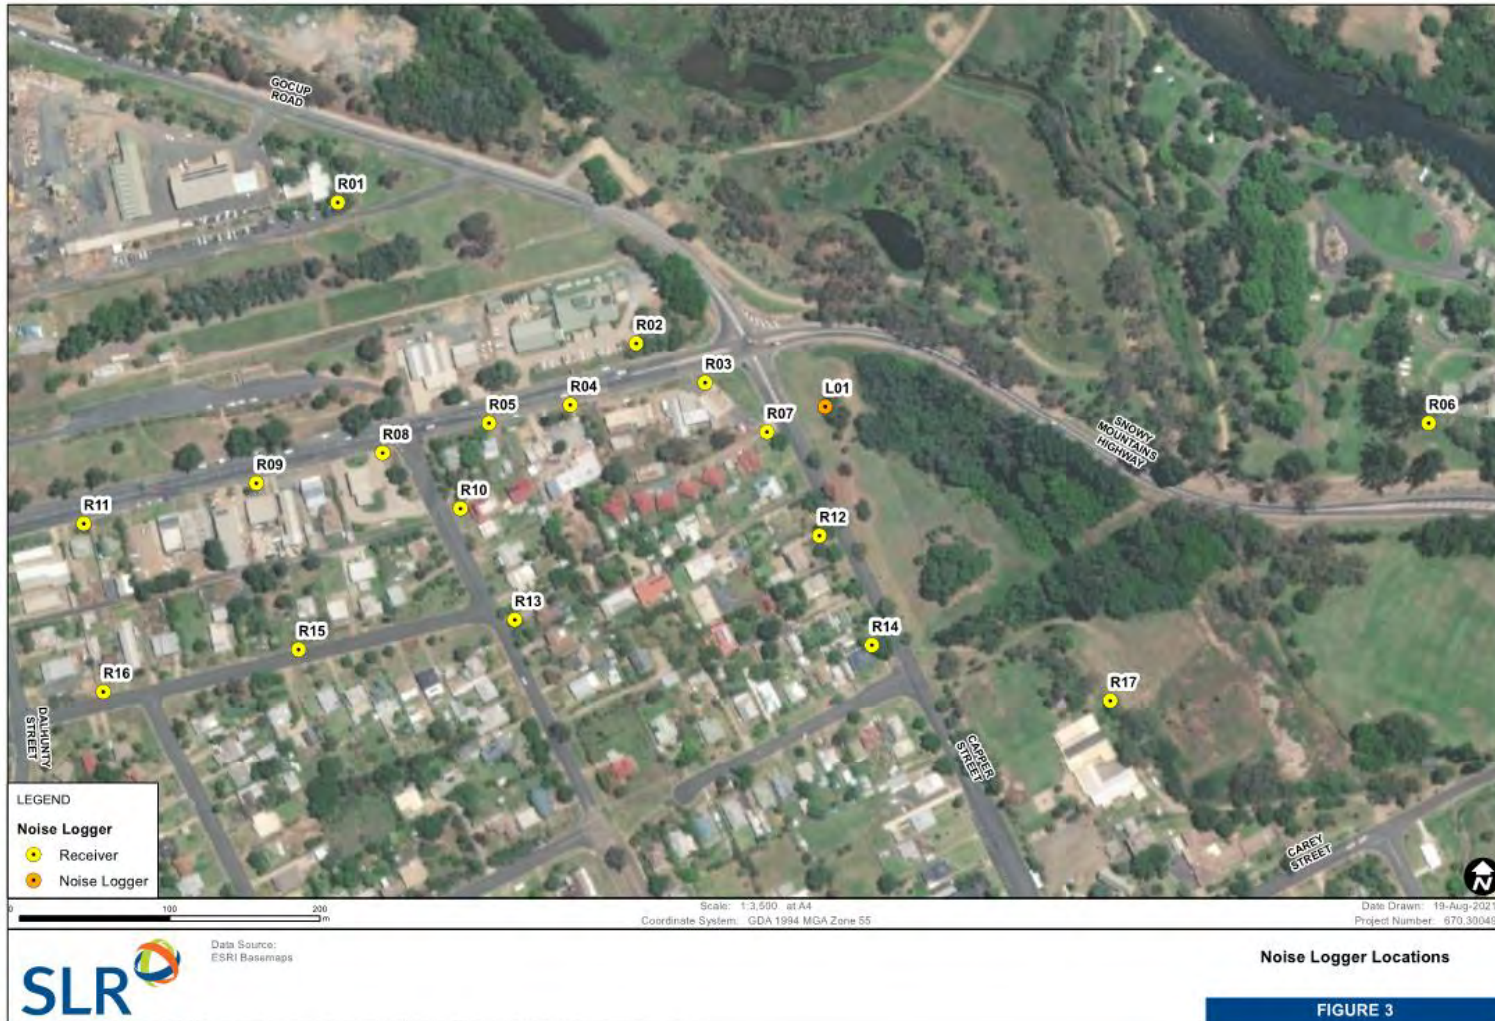 GOCUP
ROAD
R01
R02
R03
R04
L01
R05
R06
R07
R08
SNOWY
MOUNTAINS
HIGHWAY
R09
R10
R11
R12
R13
R14
R15
R16
R17
DALHUNTY
STREET
CAPPER
STREET
CAREY
STREET
LEGEND
Noise Logger
Receiver
Noise Logger
N
0 100 200
m
Scale: 1:3,500 at A4
Coordinate System: GDA 1994 MGA Zone 55
Date Drawn: 19-Aug-2021
Project Number: 670.30049
SLR
Data Source:
ESRI Basemaps
Noise Logger Locations
FIGURE 3